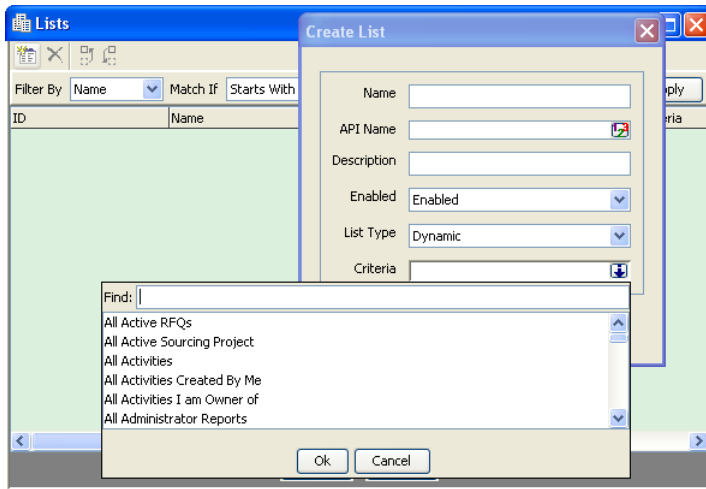 Lists
Create List
Filter By Name Match If Starts With
ID Name
Name
API Name
Description
Enabled Enabled
List Type Dynamic
Criteria
Find:
All Active RFQs
All Active Sourcing Project
All Activities
All Activities Created By Me
All Activities I am Owner of
All Administrator Reports
Ok Cancel